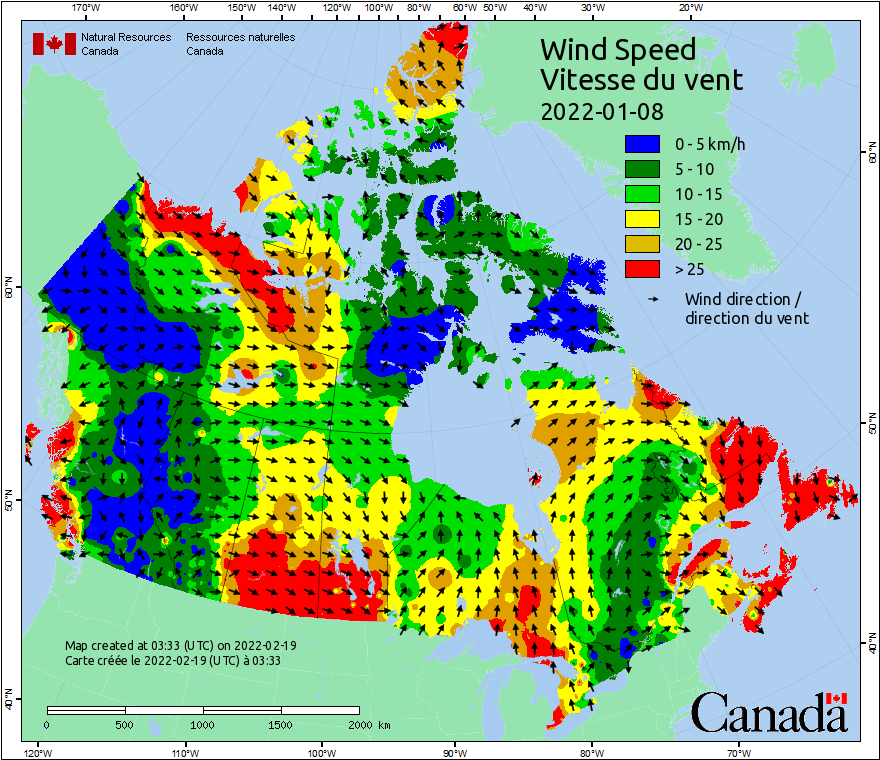 170°W 160°W 150°W 140°W 120°W 100°W 80°W 60°W 50°W 40°W 30°W 20°W
Natural Resources Ressources naturelles
Canada Canada
Wind Speed
Vitesse du vent
2022-01-08
0 - 5 km/h
5 - 10
10 - 15
15 - 20
20 - 25
> 25
Wind direction /
direction du vent
60°N
60°N
50°N
50°N
40°N
40°N
Map created at 03:33 (UTC) on 2022-02-19
Carte créée le 2022-02-19 (UTC) à 03:33
0 500 1000 1500 2000 km
Canada
120°W 110°W 100°W 90°W 80°W 70°W